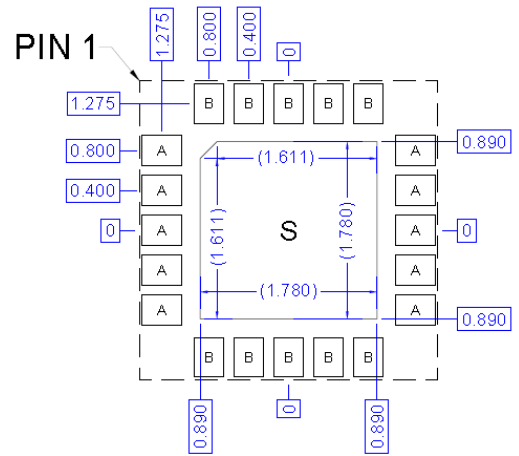 1.275
0.800
0.400
0
PIN 1
1.275
B B B B B
0.800
A
A
0.890
(1.611)
0.400
A
A
0
A
S
A
0
(1.611)
(1.780)
A
A
(1.780)
A
A
0.890
B B B B B
0.890
0
0.890